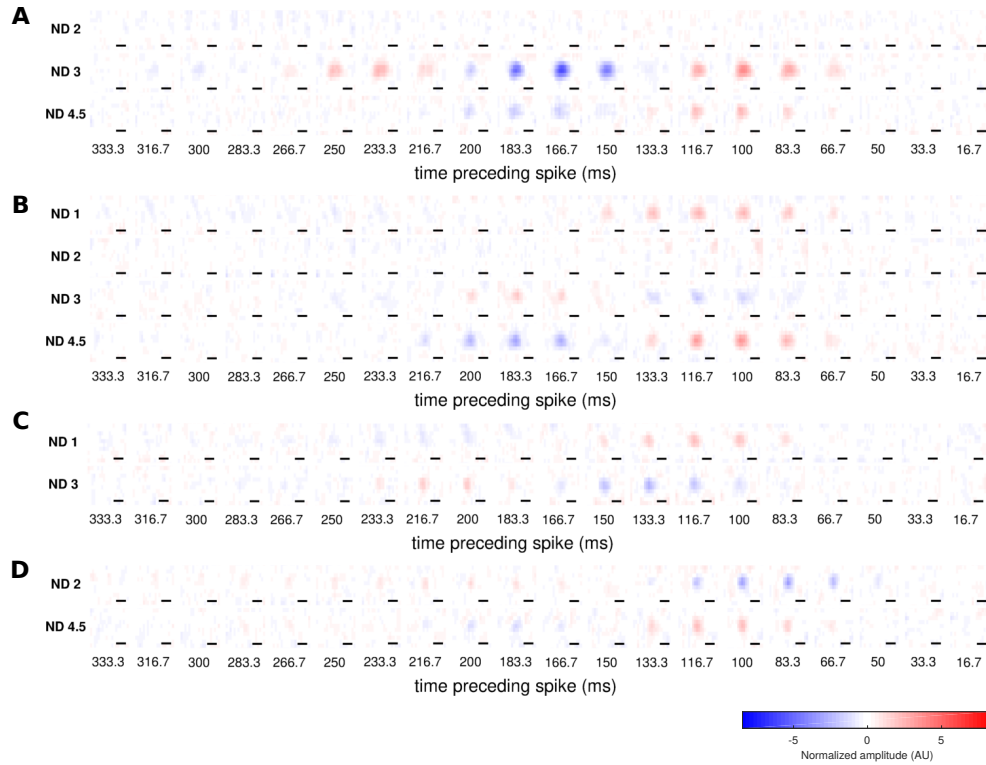 A
ND 2
ND 3
ND 4.5
333.3 316.7 300 283.3 266.7 250 233.3 216.7 200 183.3 166.7 150 133.3 116.7 100 83.3 66.7 50 33.3 16.7
time preceding spike (ms)
B
ND 1
ND 2
ND 3
ND 4.5
333.3 316.7 300 283.3 266.7 250 233.3 216.7 200 183.3 166.7 150 133.3 116.7 100 83.3 66.7 50 33.3 16.7
time preceding spike (ms)
C
ND 1
ND 3
333.3 316.7 300 283.3 266.7 250 233.3 216.7 200 183.3 166.7 150 133.3 116.7 100 83.3 66.7 50 33.3 16.7
time preceding spike (ms)
D
ND 2
ND 4.5
333.3 316.7 300 283.3 266.7 250 233.3 216.7 200 183.3 166.7 150 133.3 116.7 100 83.3 66.7 50 33.3 16.7
time preceding spike (ms)
-5 0 5
Normalized amplitude (AU)